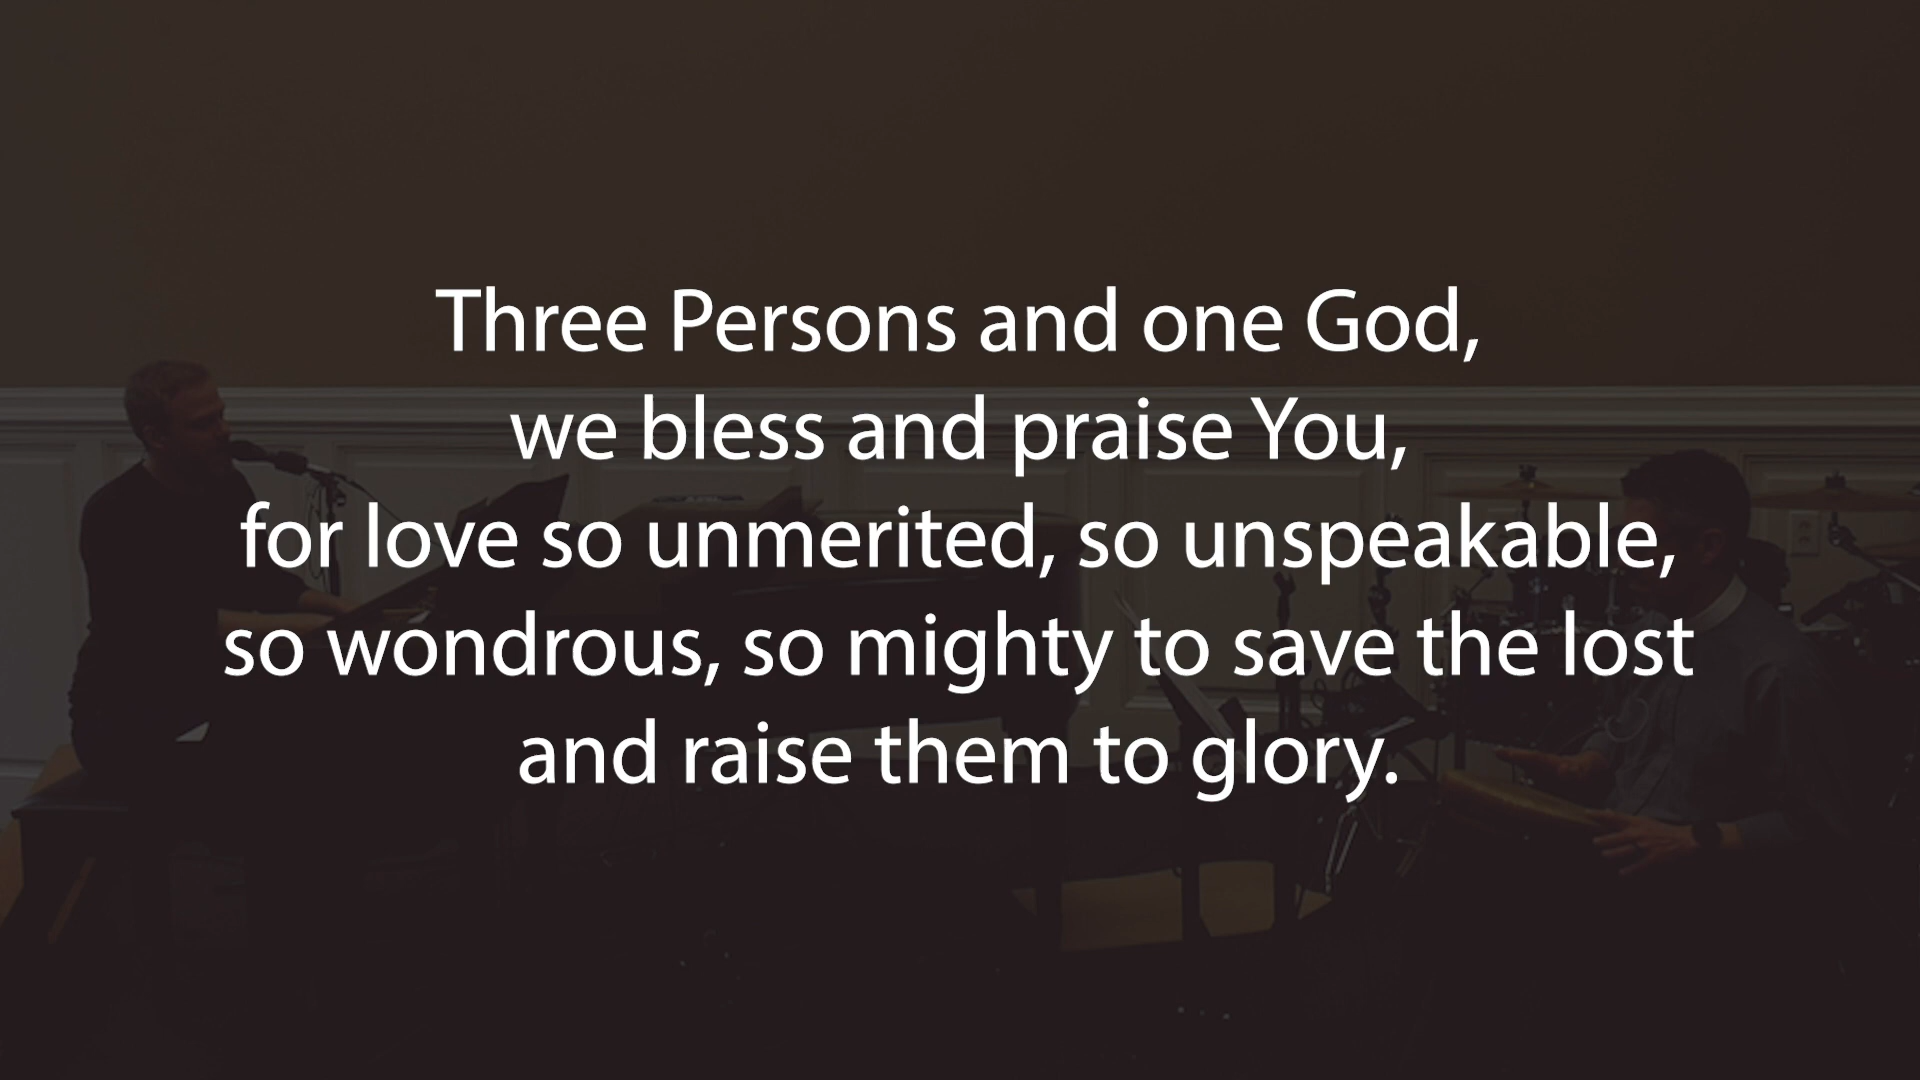 Three Persons and one God,
we bless and praise You,
for love so unmerited, so unspeakable,
so wondrous, so mighty to save the lost
and raise them to glory.